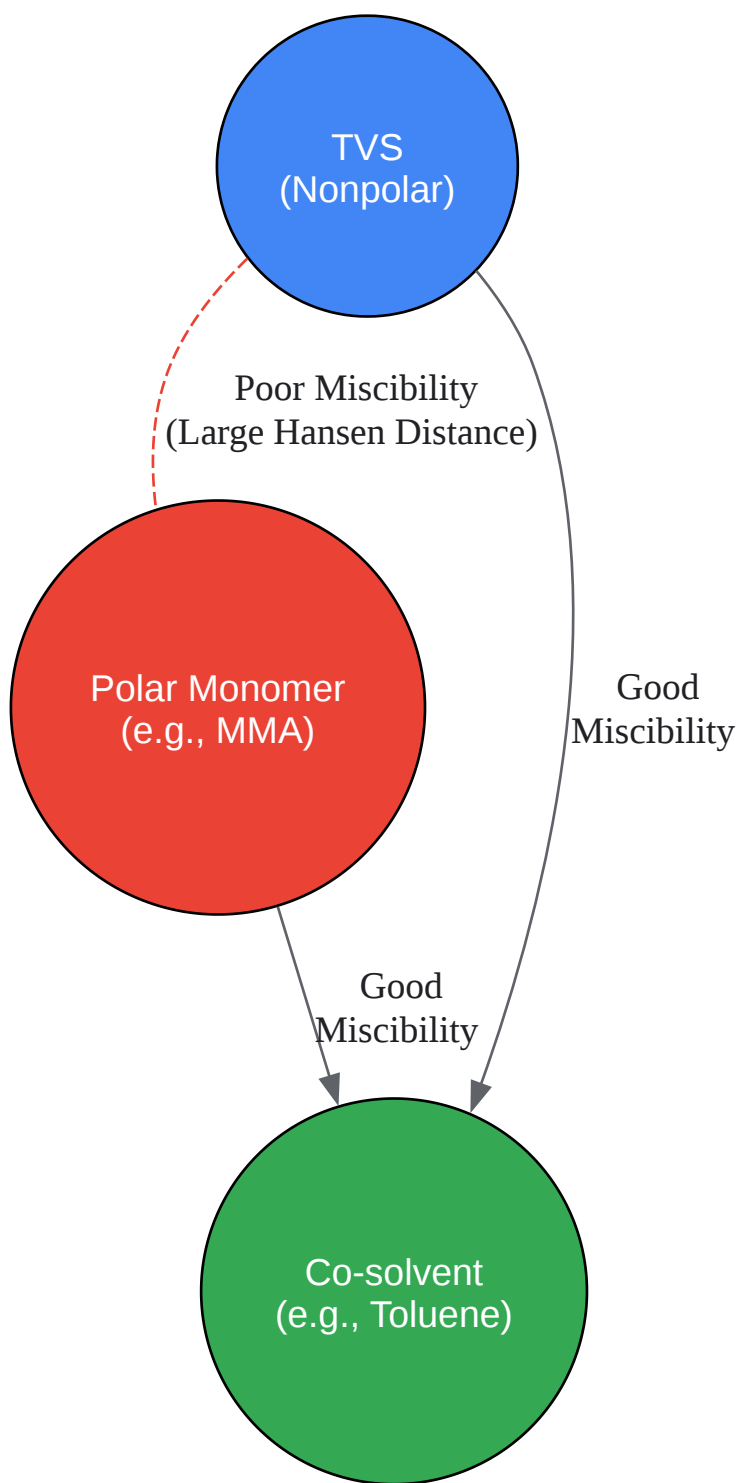 TVS
(Nonpolar)
Poor Miscibility
(Large Hansen Distance)
Polar Monomer
(e.g., MMA)
Good
Miscibility
Good
Miscibility
Co-solvent
(e.g., Toluene)